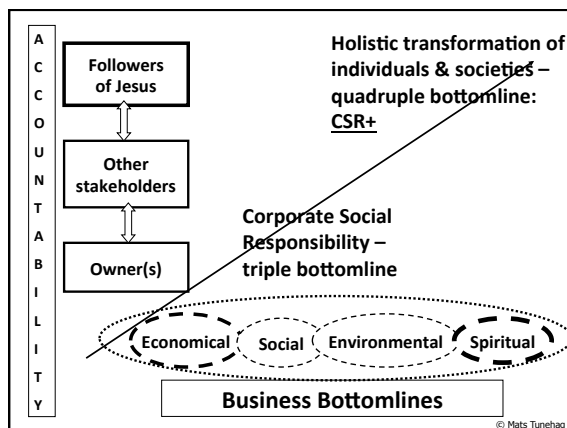 ACCOUNTABILITY
Followers
of Jesus
Other
stakeholders
Owner(s)
Holistic transformation of
individuals & societies –
quadruple bottomline:
CSR+
Corporate Social
Responsibility –
triple bottomline
Economical
Social
Environmental
Spiritual
Business Bottomlines
© Mats Tunehag